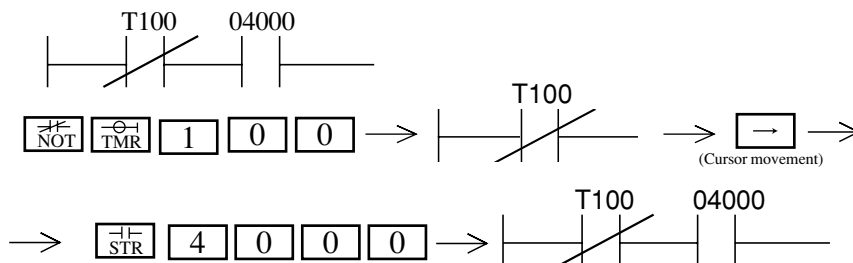 T100 04000
NOT TMR 1 0 0 T100 →
(Cursor movement)
STR 4 0 0 0 T100 04000